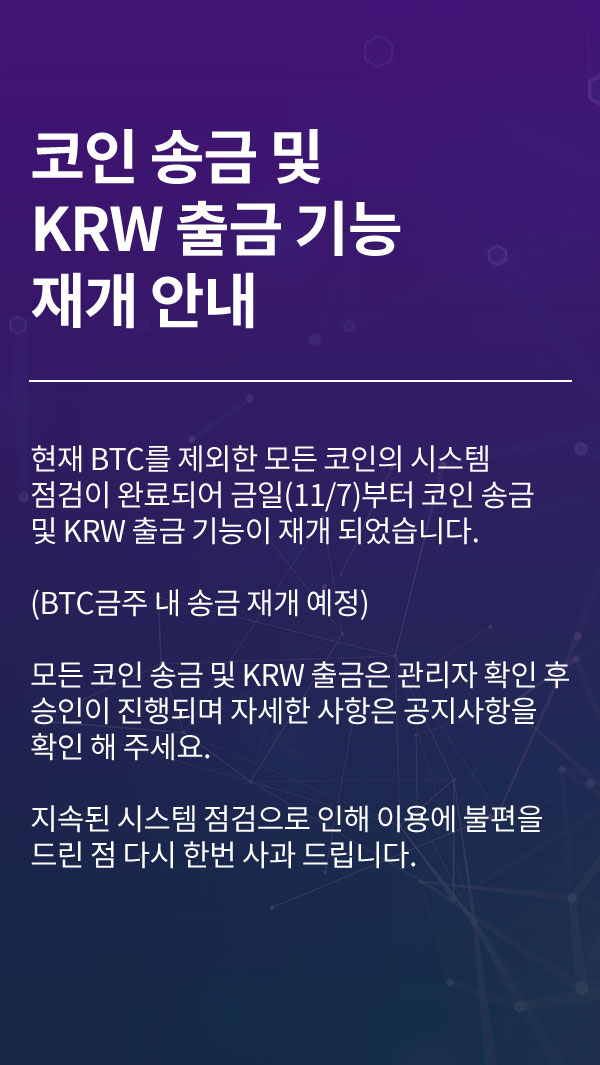 코인 송금 및
KRW 출금 기능
재개 안내
현재 BTC를 제외한 모든 코인의 시스템
점검이 완료되어 금일(11/7)부터 코인 송금
및 KRW 출금 기능이 재개 되었습니다.
(BTC금주 내 송금 재개 예정)
모든 코인 송금 및 KRW 출금은 관리자 확인 후
승인이 진행되며 자세한 사항은 공지사항을
확인 해 주세요.
지속된 시스템 점검으로 인해 이용에 불편을
드린 점 다시 한번 사과 드립니다.